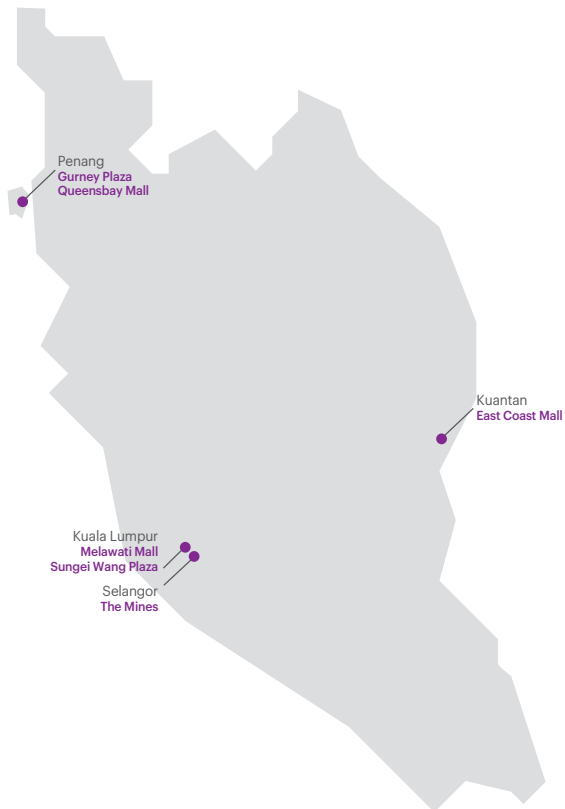 Penang
Gurney Plaza
Queensbay Mall
Kuantan
East Coast Mall
Kuala Lumpur
Melawati Mall
Sungei Wang Plaza
Selangor
The Mines